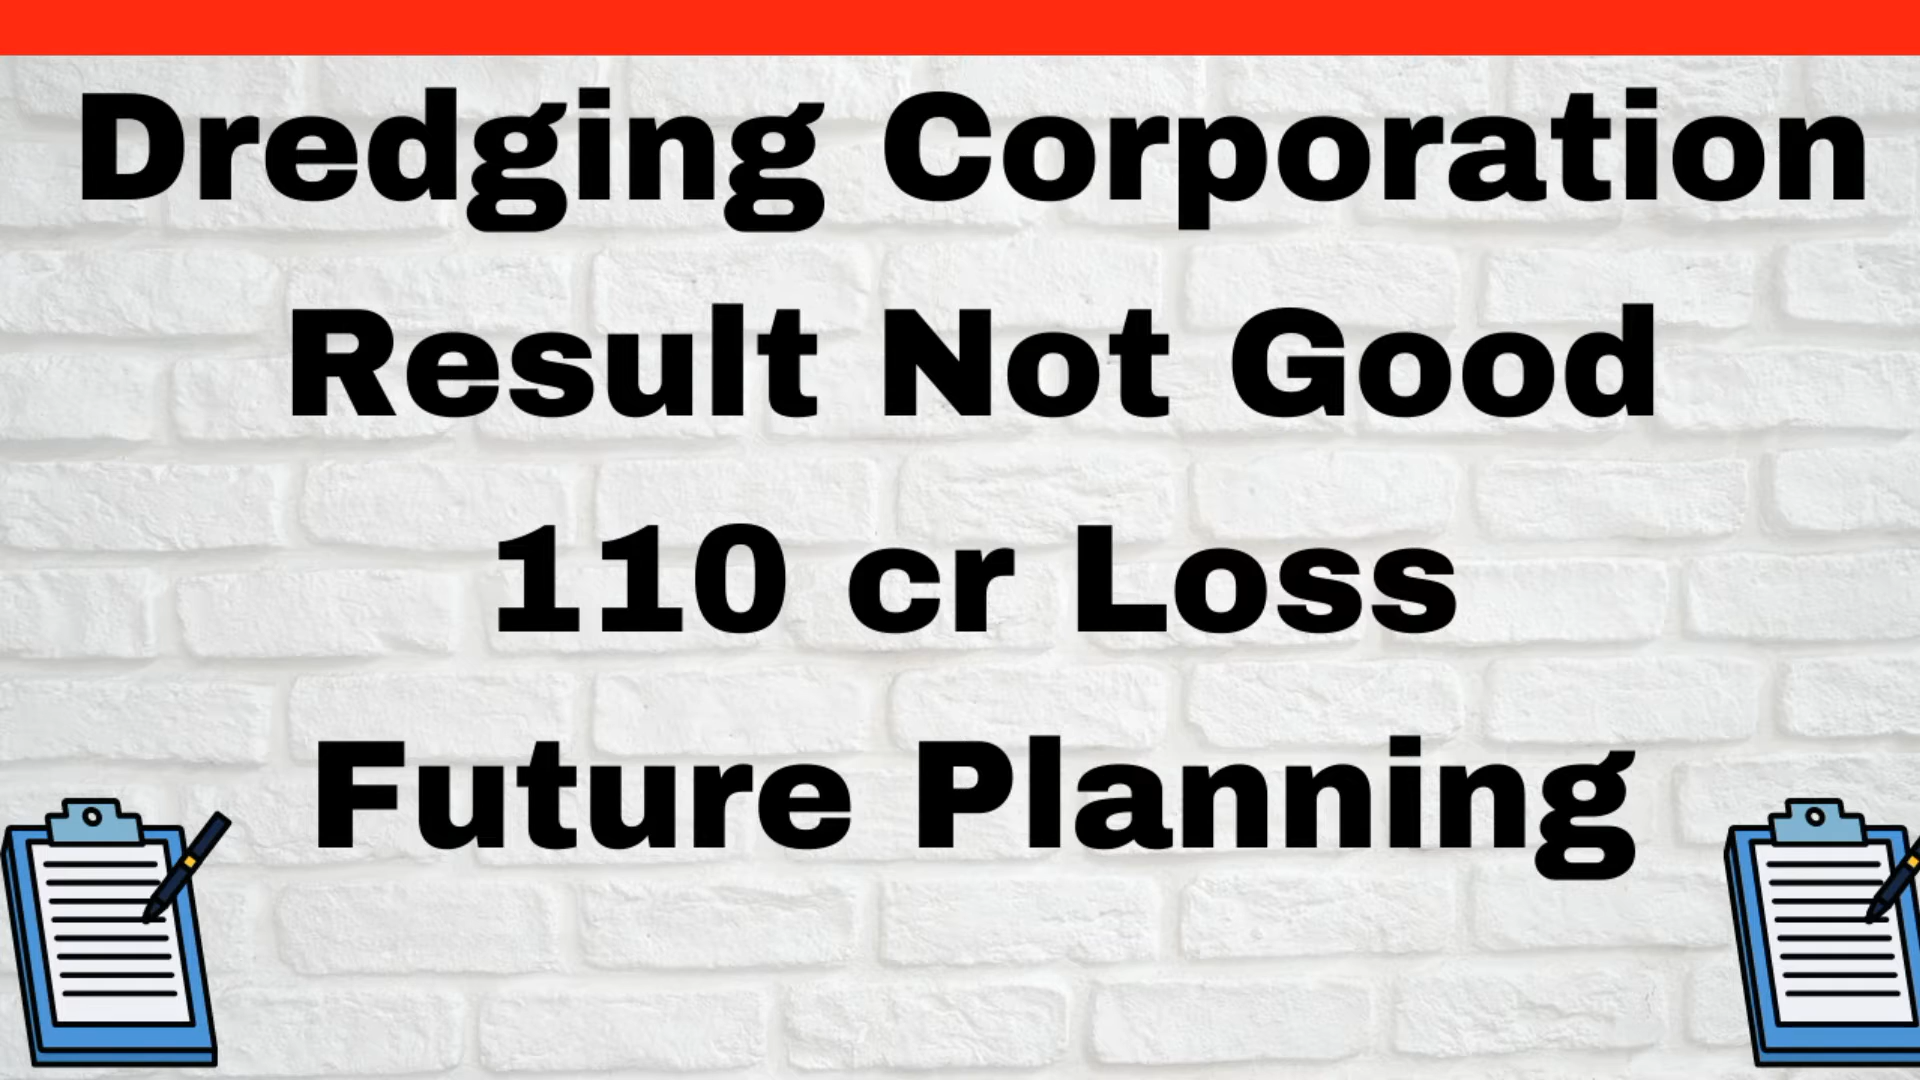 Dredging Corporation
Result Not Good
110 cr Loss
Future Planning